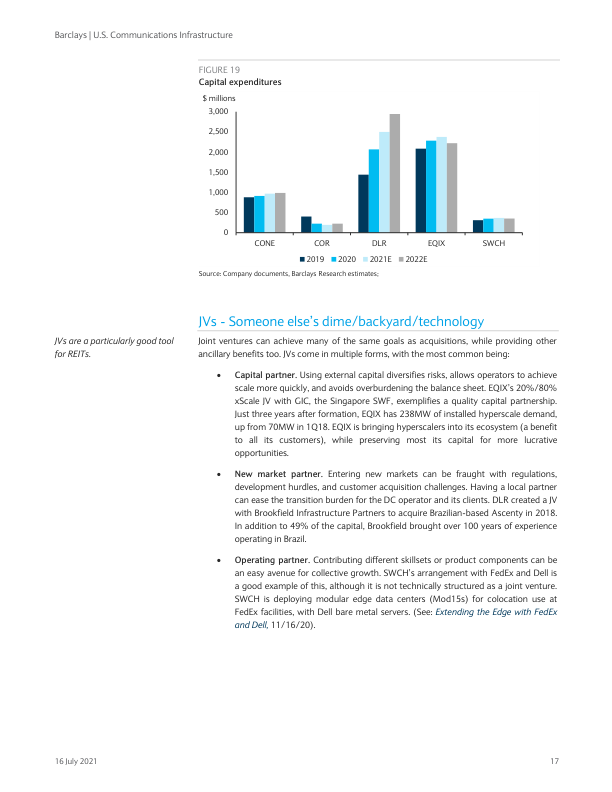 Barclays | U.S. Communications Infrastructure
FIGURE 19
Capital expenditures
$ millions
3,000
2,500
2,000
1,500
1,000
500
0
CONE COR DLR EQIX SWCH
2019 2020 2021E 2022E
Source: Company documents, Barclays Research estimates;
JVs - Someone else's dime/backyard/technology
JVs are a particularly good tool
for REITs.
Joint ventures can achieve many of the same goals as acquisitions, while providing other
ancillary benefits too. JVs come in multiple forms, with the most common being:
• Capital partner. Using external capital diversifies risks, allows operators to achieve
scale more quickly, and avoids overburdening the balance sheet. EQIX's 20%/80%
xScale JV with GIC, the Singapore SWF, exemplifies a quality capital partnership.
Just three years after formation, EQIX has 238MW of installed hyperscale demand,
up from 70MW in 1Q18. EQIX is bringing hyperscalers into its ecosystem (a benefit
to all its customers), while preserving most its capital for more lucrative
opportunities.
• New market partner. Entering new markets can be fraught with regulations,
development hurdles, and customer acquisition challenges. Having a local partner
can ease the transition burden for the DC operator and its clients. DLR created a JV
with Brookfield Infrastructure Partners to acquire Brazilian-based Ascenty in 2018.
In addition to 49% of the capital, Brookfield brought over 100 years of experience
operating in Brazil.
• Operating partner. Contributing different skillsets or product components can be
an easy avenue for collective growth. SWCH's arrangement with FedEx and Dell is
a good example of this, although it is not technically structured as a joint venture.
SWCH is deploying modular edge data centers (Mod15s) for colocation use at
FedEx facilities, with Dell bare metal servers. (See: Extending the Edge with FedEx
and Dell, 11/16/20).
16 July 2021 17